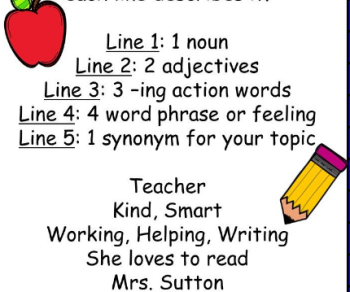 Line 1: 1 noun
Line 2: 2 adjectives
Line 3: 3 -ing action words
Line 4: 4 word phrase or feeling
Line 5: 1 synonym for your topic
Teacher
Kind, Smart
Working, Helping, Writing
She loves to read
Mrs. Sutton